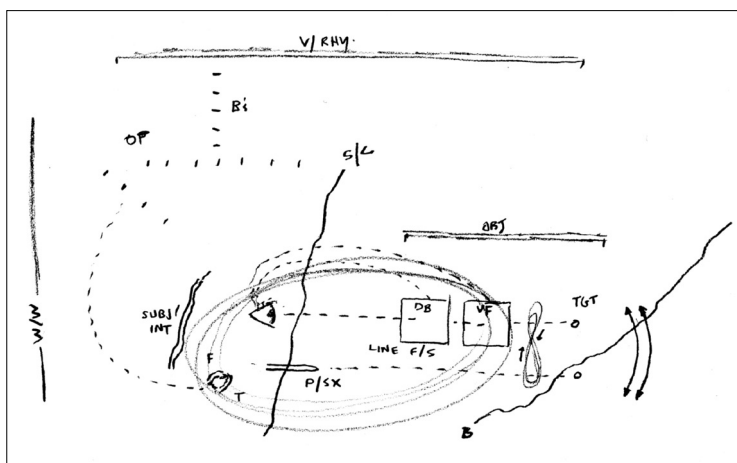 V/RHY.
Bi
OP
S/L
OBJ
SUBJ/
INT
DB
VF
TGT
LINE F/S
F
T
P/SX
B